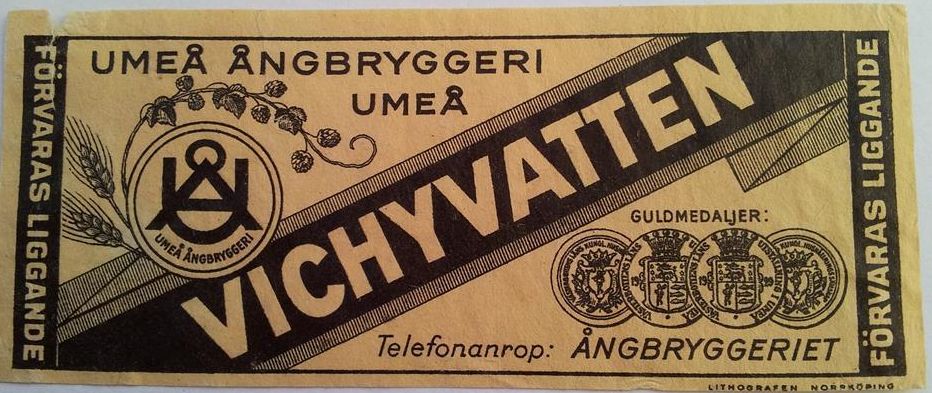 UMEÅ ÅNGBRYGGERI
UMEÅ
FÖRVARAS LIGGANDE
UMEÅ ÅNGBRYGGERI
VICHYVATTEN
GULDMEDALJER:
Telefonanrop: ÅNGBRYGGERIET
FÖRVARAS LIGGANDE
LITHOGRAFEN NORRKÖPING